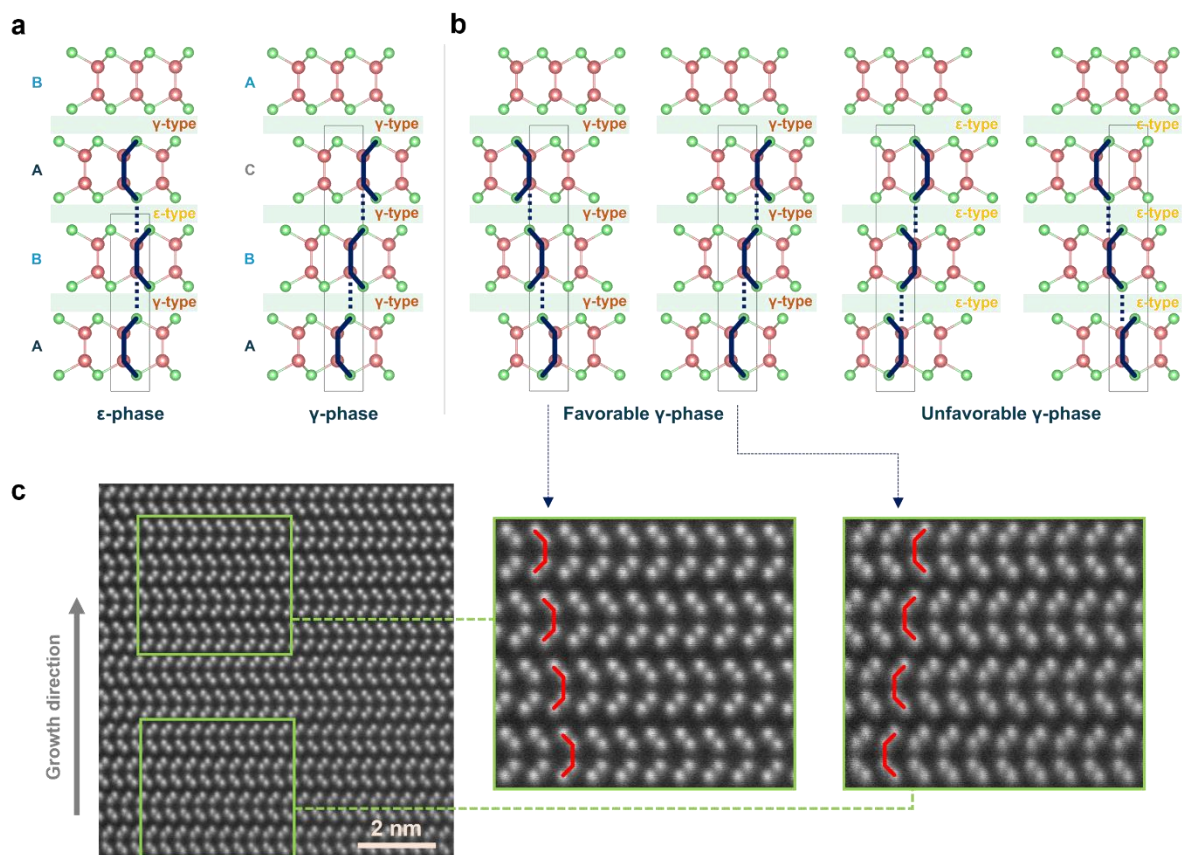 a
B
γ-type
A
ε-type
B
γ-type
A
ε-phase
A
γ-type
C
γ-type
B
γ-type
A
γ-phase
b
γ-type
γ-type
ε-type
ε-type
γ-type
γ-type
ε-type
ε-type
γ-type
γ-type
ε-type
ε-type
Favorable γ-phase
Unfavorable γ-phase
c
Growth direction
2 nm